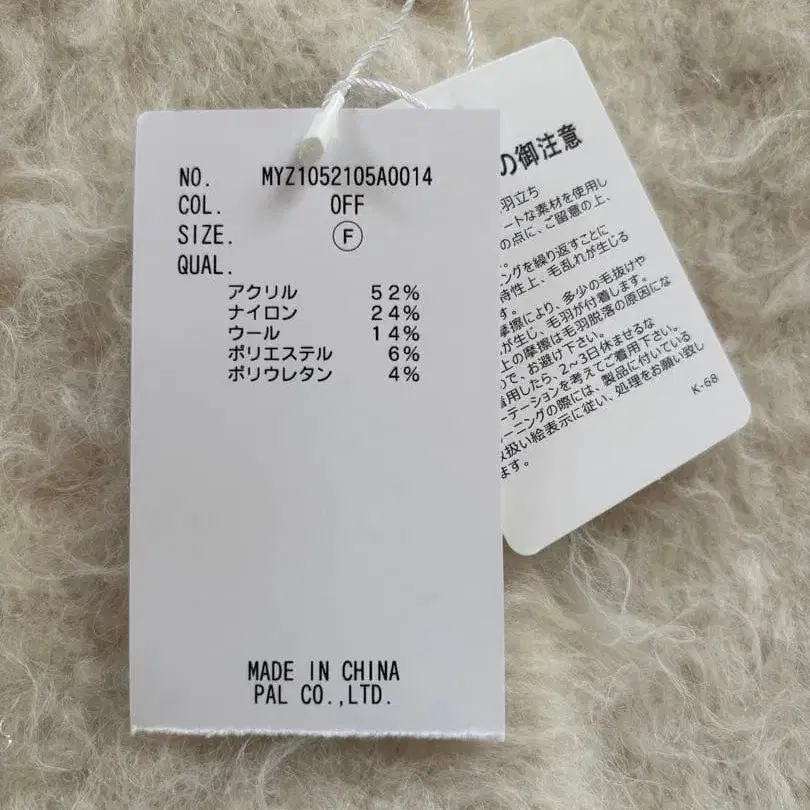 NO. MYZ1052105A0014
COL. OFF
SIZE. F
QUAL.
アクリル 52%
ナイロン 24%
ウール 14%
ポリエステル 6%
ポリウレタン 4%
MADE IN CHINA
PAL CO.,LTD.
の御注意
羽立ち
ートな素材を使用し
の点に、ご留意の上、
ングを繰り返すことに
特性上、毛乱れが生じる
す。
摩擦により、多少の毛抜けや
が生じ、毛羽が付着します。
上の摩擦は毛羽脱落の原因にな
ので、お避け下さい。
着用したら、2〜3日休ませるな
ーテーションを考えてご着用下さい。
ーニングの際には、製品に付いている
取扱い絵表示に従い、処理をお願い致し
ます。
K-68